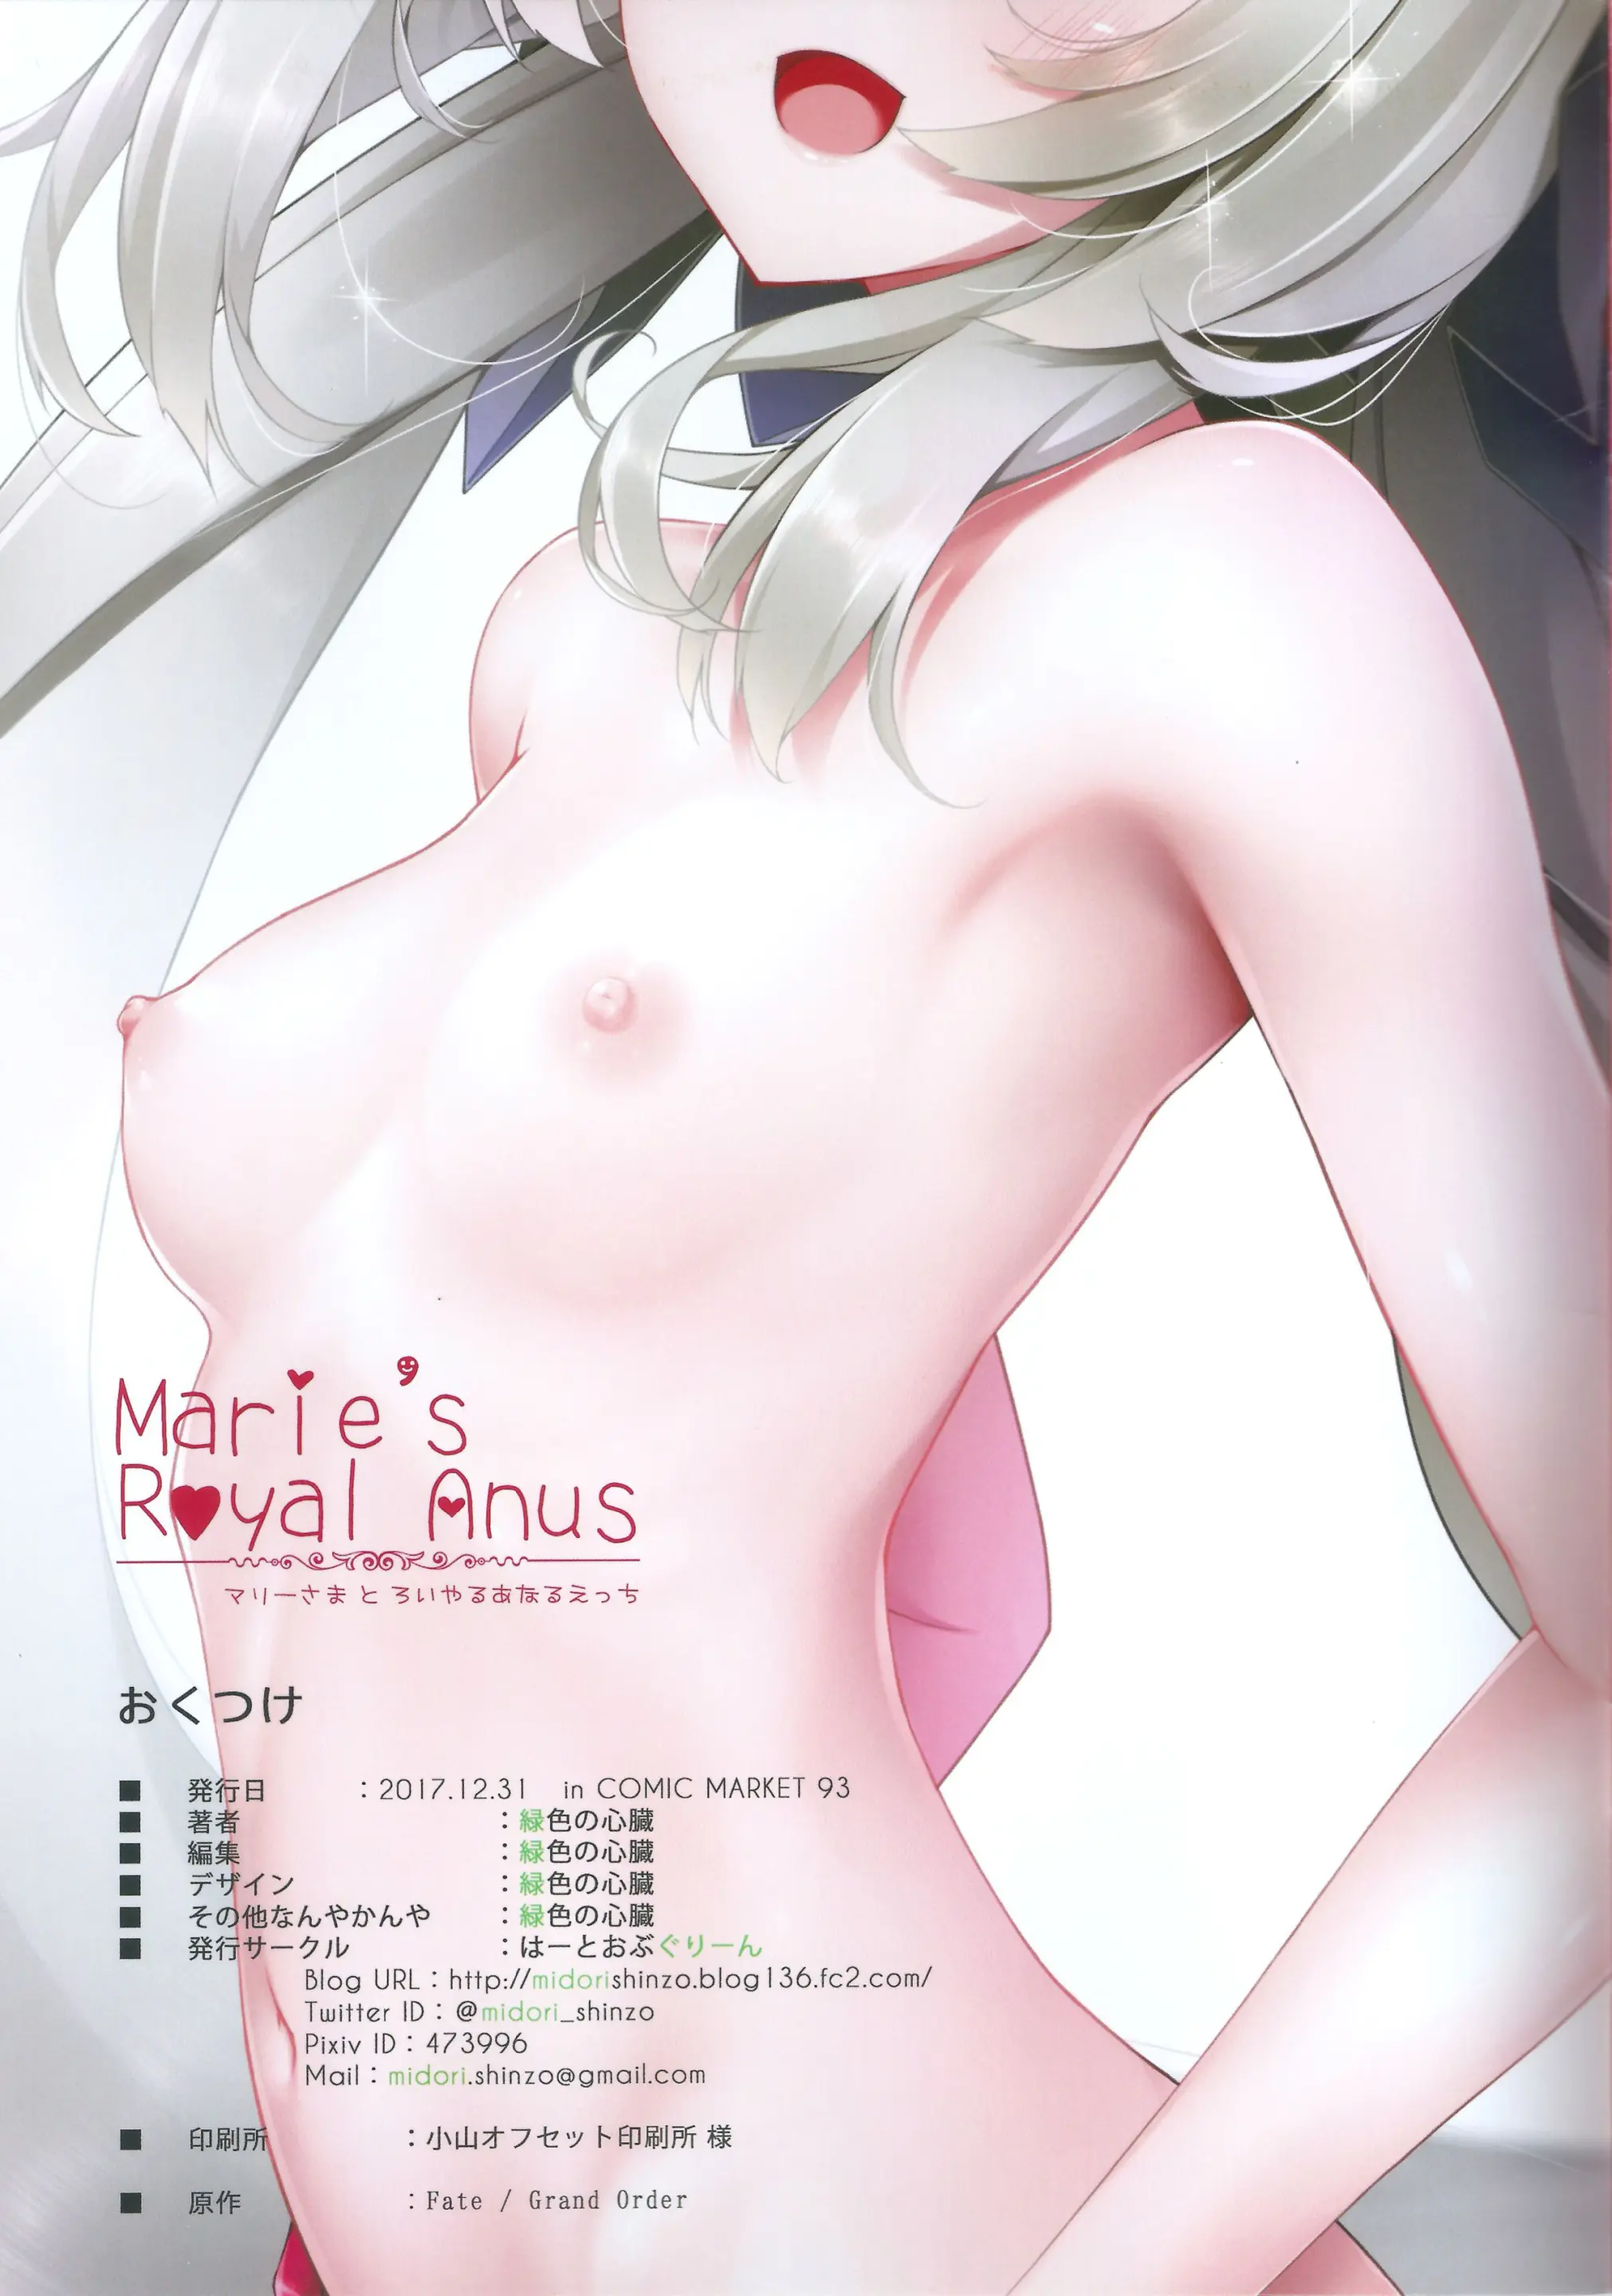 Marie's
Royal Anus
マリーさま と ろいやるあなるえっち
おくつけ
■ 発行日 : 2017.12.31 in COMIC MARKET 93
■ 著者 : 緑色の心臓
■ 編集 : 緑色の心臓
■ デザイン : 緑色の心臓
■ その他なんやかんや : 緑色の心臓
■ 発行サークル : はーとおぶぐりーん
Blog URL : http://midorishinzo.blog136.fc2.com/
Twitter ID : @midori_shinzo
Pixiv ID : 473996
Mail : midori.shinzo@gmail.com
■ 印刷所 : 小山オフセット印刷所 様
■ 原作 : Fate / Grand Order